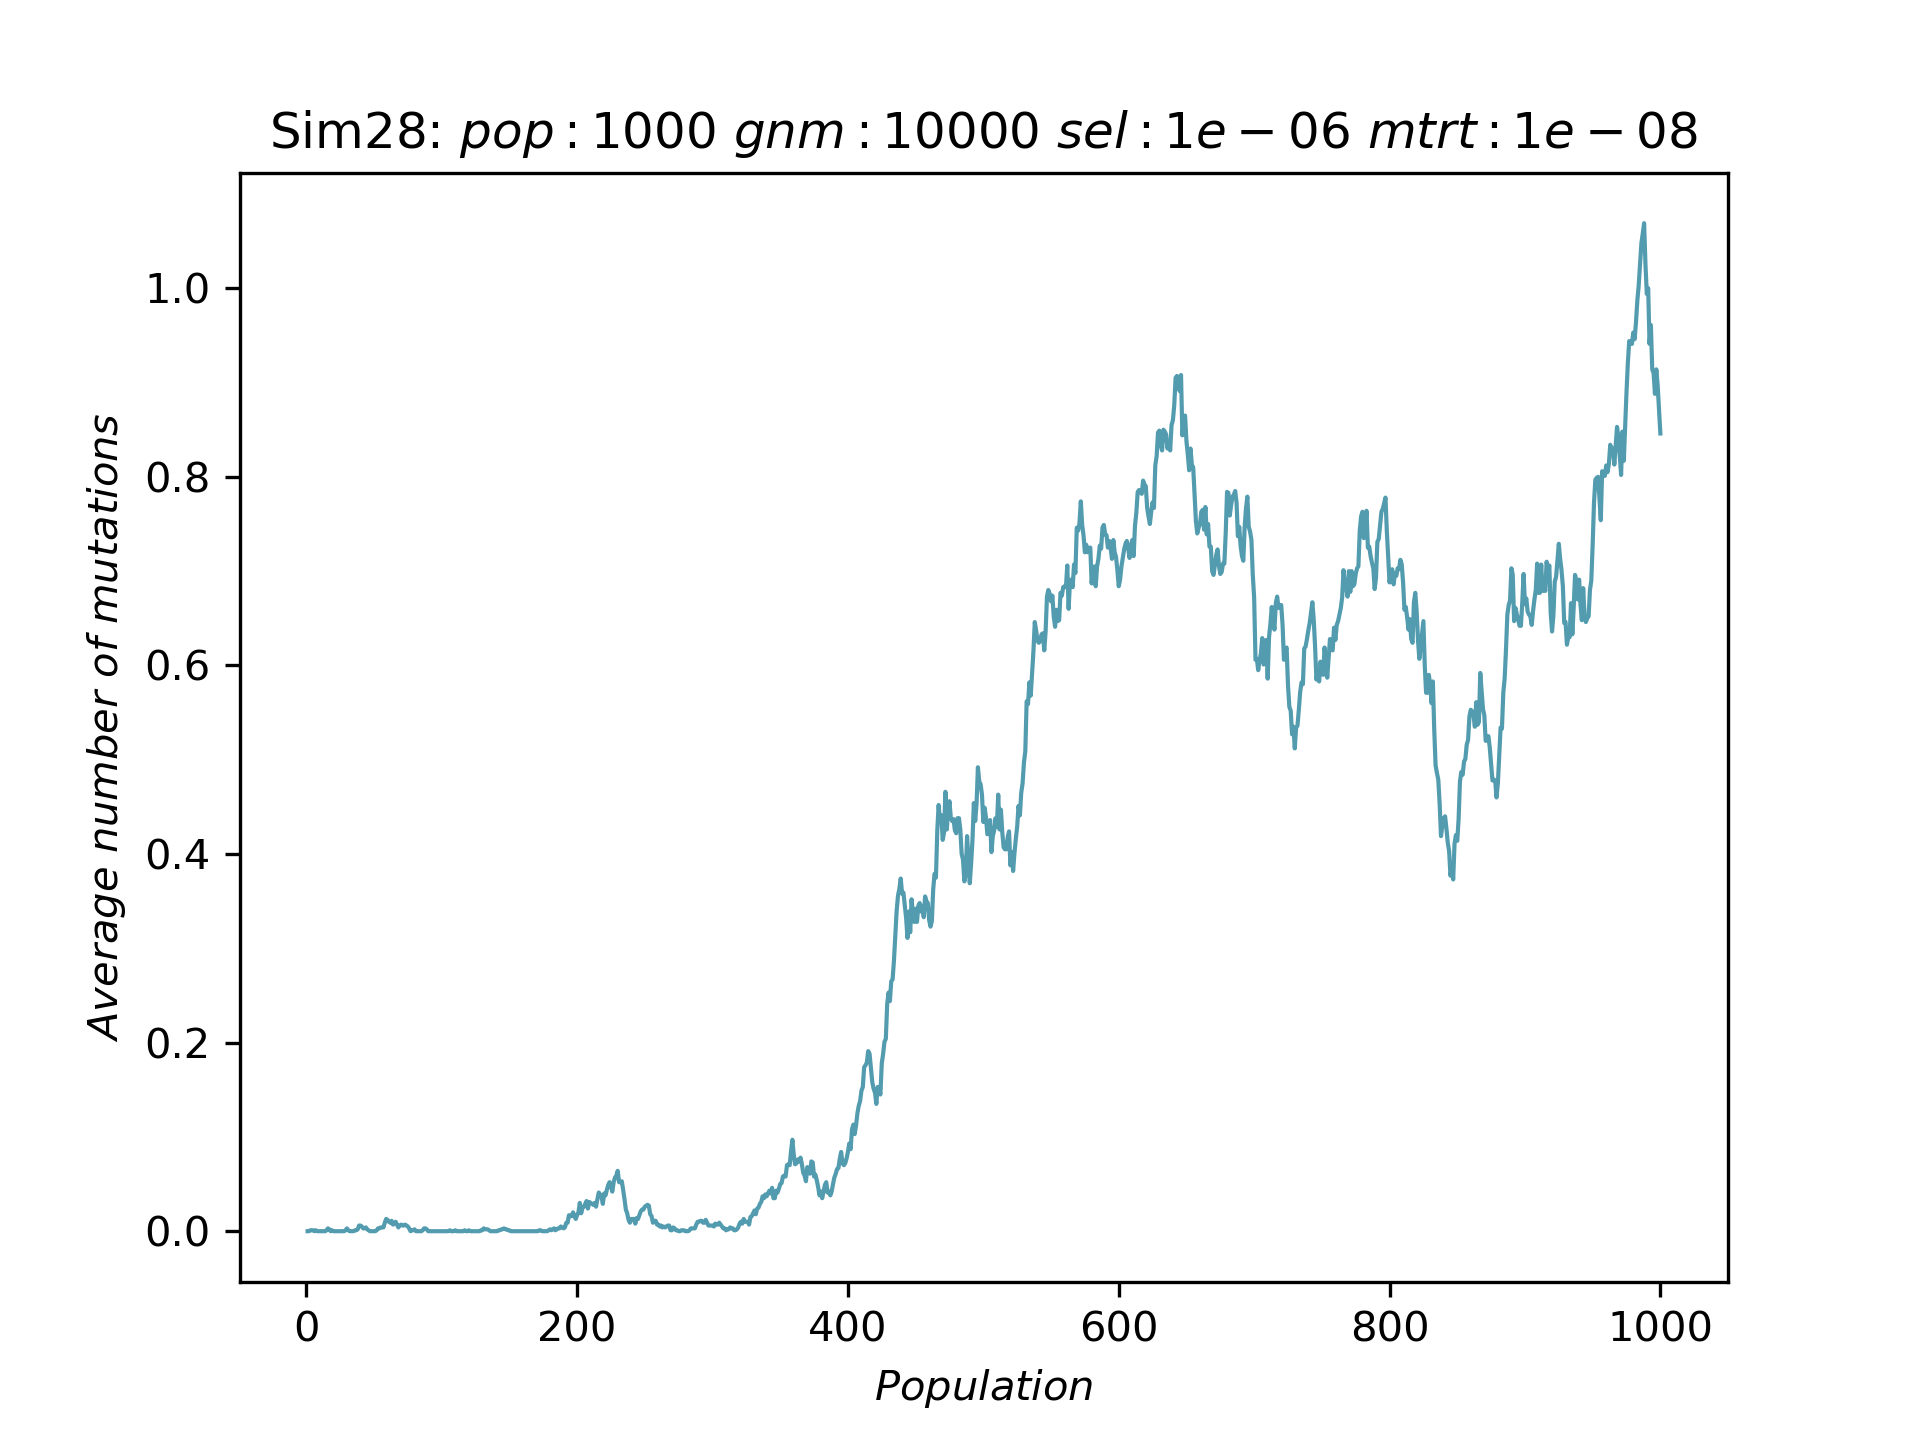 Sim28: pop : 1000 gnm : 10000 sel : 1e − 06 mtrt : 1e − 08
Average number of mutations
1.0
0.8
0.6
0.4
0.2
0.0
0 200 400 600 800 1000
Population